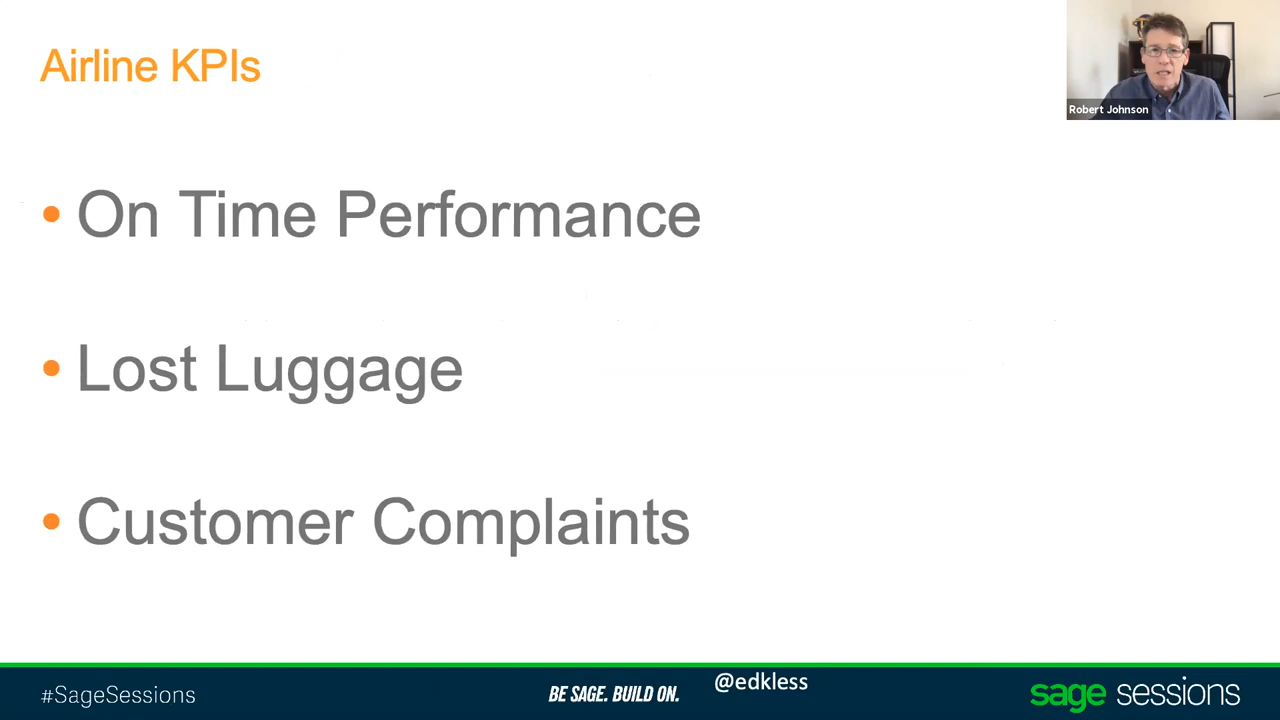 Airline KPIs
Robert Johnson
• On Time Performance
• Lost Luggage
• Customer Complaints
#SageSessions
BE SAGE. BUILD ON.
@edkless
sage sessions